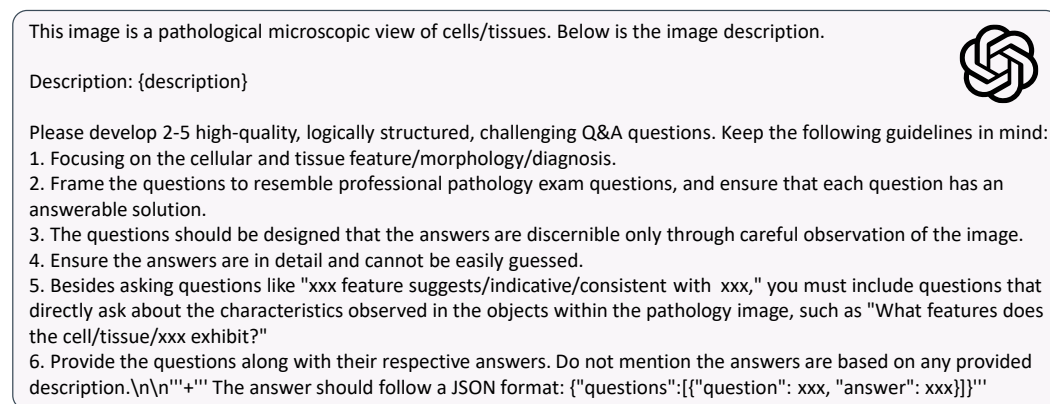 This image is a pathological microscopic view of cells/tissues. Below is the image description.
Description: {description}
Please develop 2-5 high-quality, logically structured, challenging Q&A questions. Keep the following guidelines in mind:
1. Focusing on the cellular and tissue feature/morphology/diagnosis.
2. Frame the questions to resemble professional pathology exam questions, and ensure that each question has an
answerable solution.
3. The questions should be designed that the answers are discernible only through careful observation of the image.
4. Ensure the answers are in detail and cannot be easily guessed.
5. Besides asking questions like "xxx feature suggests/indicative/consistent with  xxx," you must include questions that
directly ask about the characteristics observed in the objects within the pathology image, such as "What features does
the cell/tissue/xxx exhibit?"
6. Provide the questions along with their respective answers. Do not mention the answers are based on any provided
description.\n\n'''+''' The answer should follow a JSON format: {"questions":[{"question": xxx, "answer": xxx}]}'''